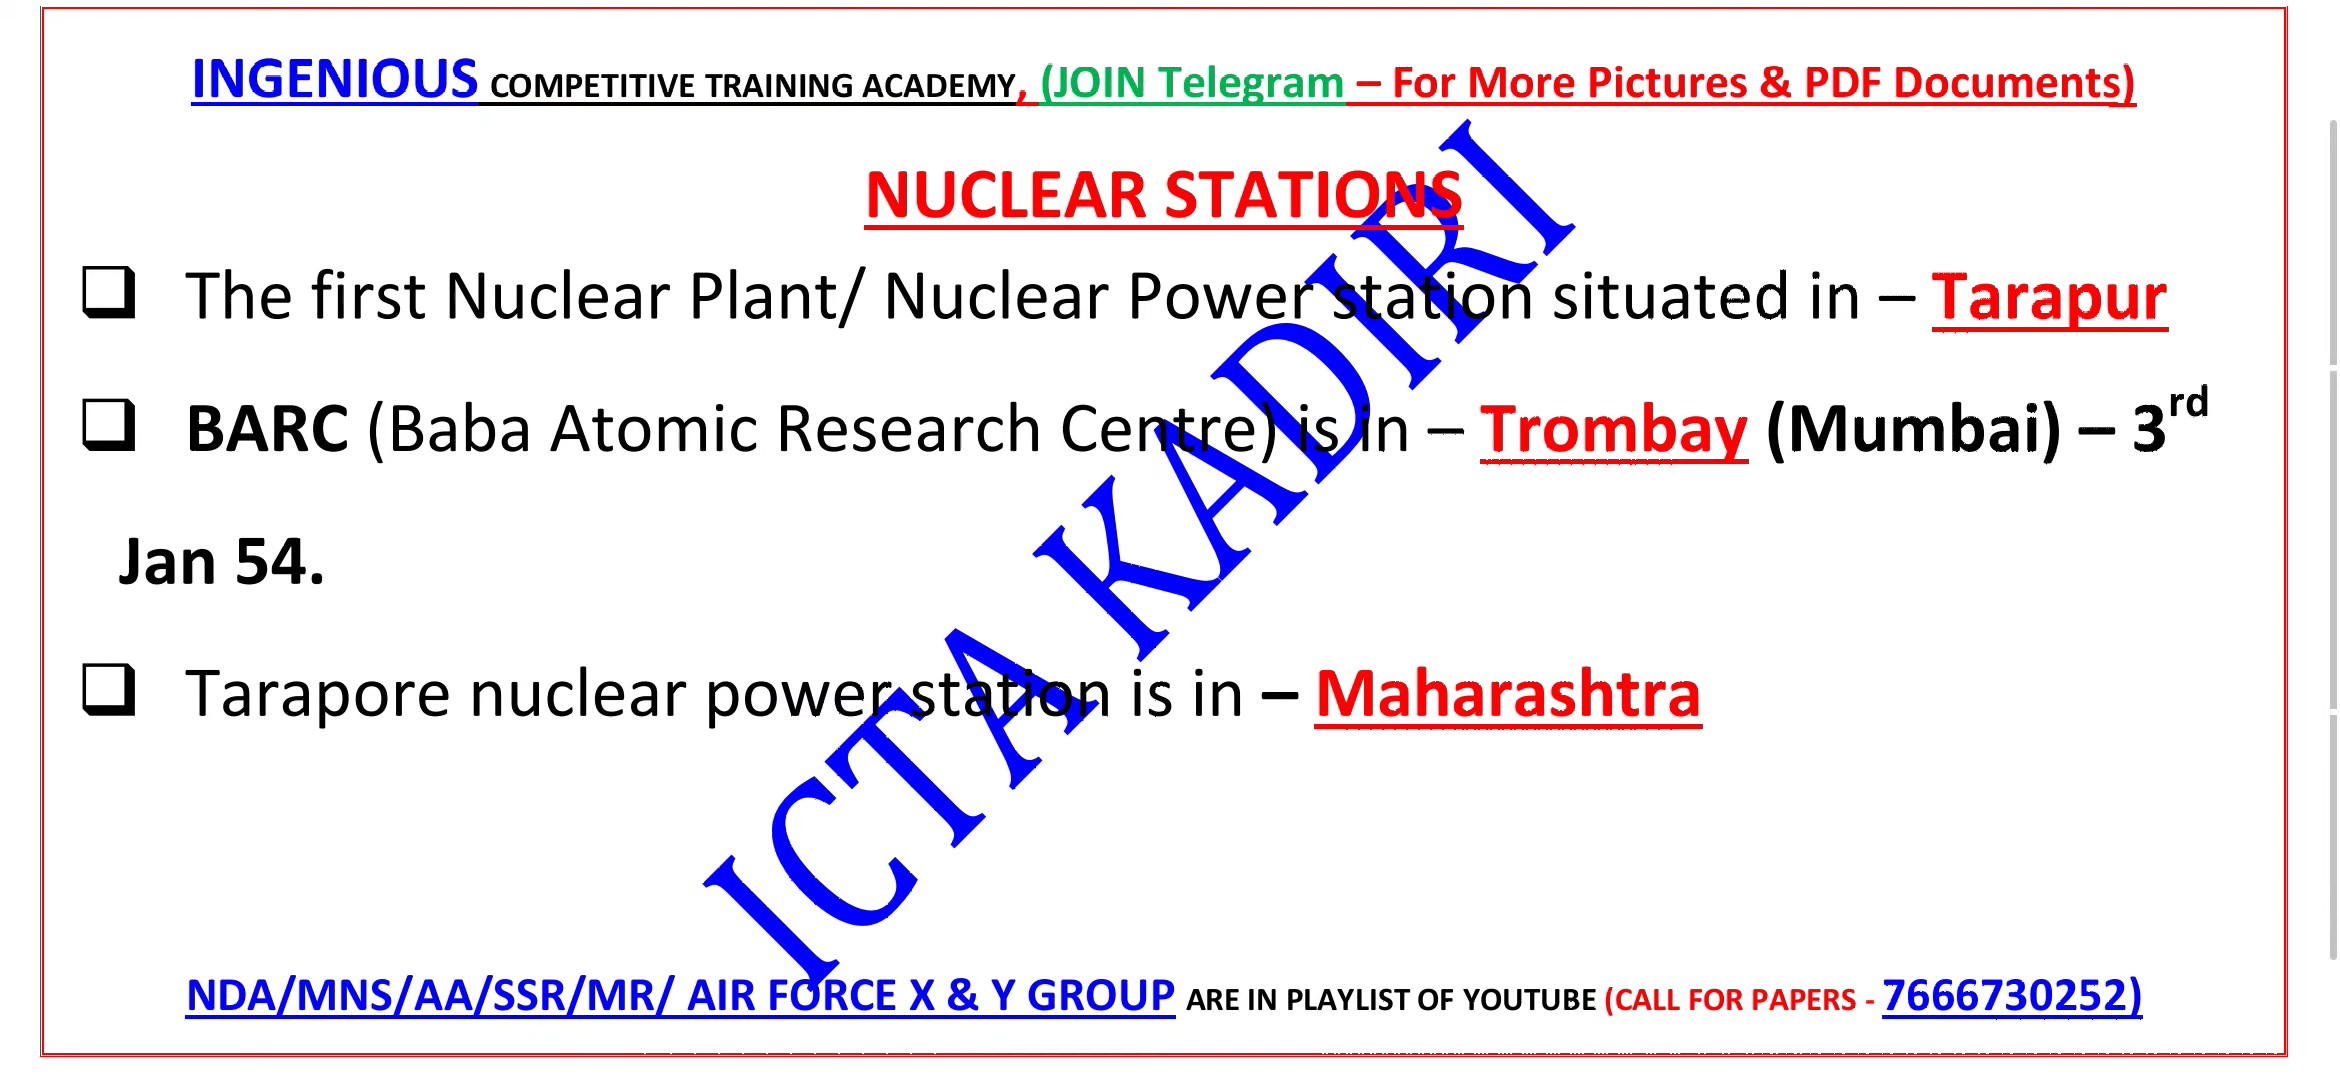 INGENIOUS COMPETITIVE TRAINING ACADEMY, (JOIN Telegram – For More Pictures & PDF Documents)
NUCLEAR STATIONS
❑ The first Nuclear Plant/ Nuclear Power station situated in – Tarapur
❑ BARC (Baba Atomic Research Centre) is in – Trombay (Mumbai) – 3rd
Jan 54.
❑ Tarapore nuclear power station is in – Maharashtra
ICTA KADIRI
NDA/MNS/AA/SSR/MR/ AIR FORCE X & Y GROUP ARE IN PLAYLIST OF YOUTUBE (CALL FOR PAPERS - 7666730252)